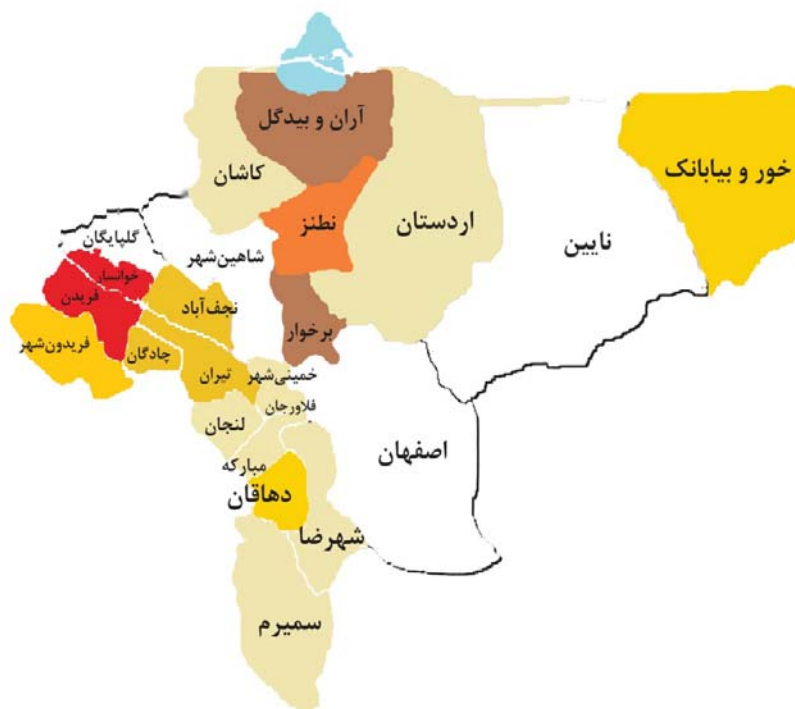 آران و بیدگل
کاشان
خور و بیابانک
نطنز
اردستان
نایین
گلپایگان
شاهین‌شهر
خوانسار
فریدن
نجف‌آباد
برخوار
فریدون‌شهر
چادگان
تیران
خمینی‌شهر
فلاورجان
لنجان
اصفهان
مبارکه
دهاقان
شهرضا
سمیرم